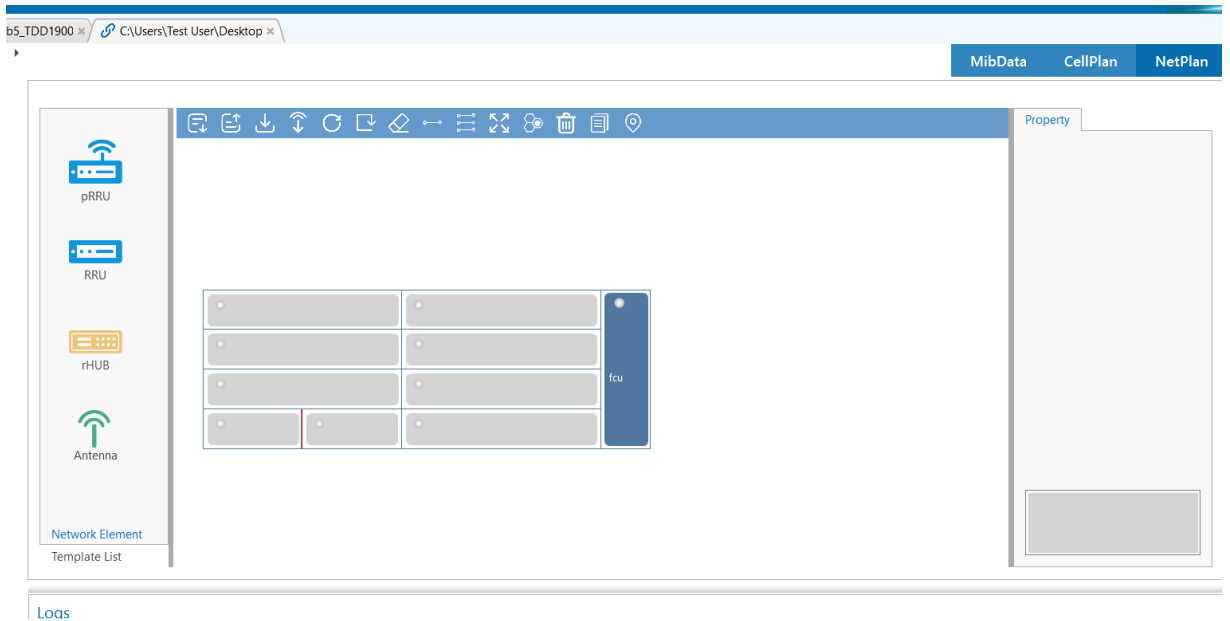 b5_TDD1900
C:\Users\Test User\Desktop
MibData CellPlan NetPlan
Property
pRRU
RRU
rHUB
fcu
Antenna
Network Element
Template List
Logs